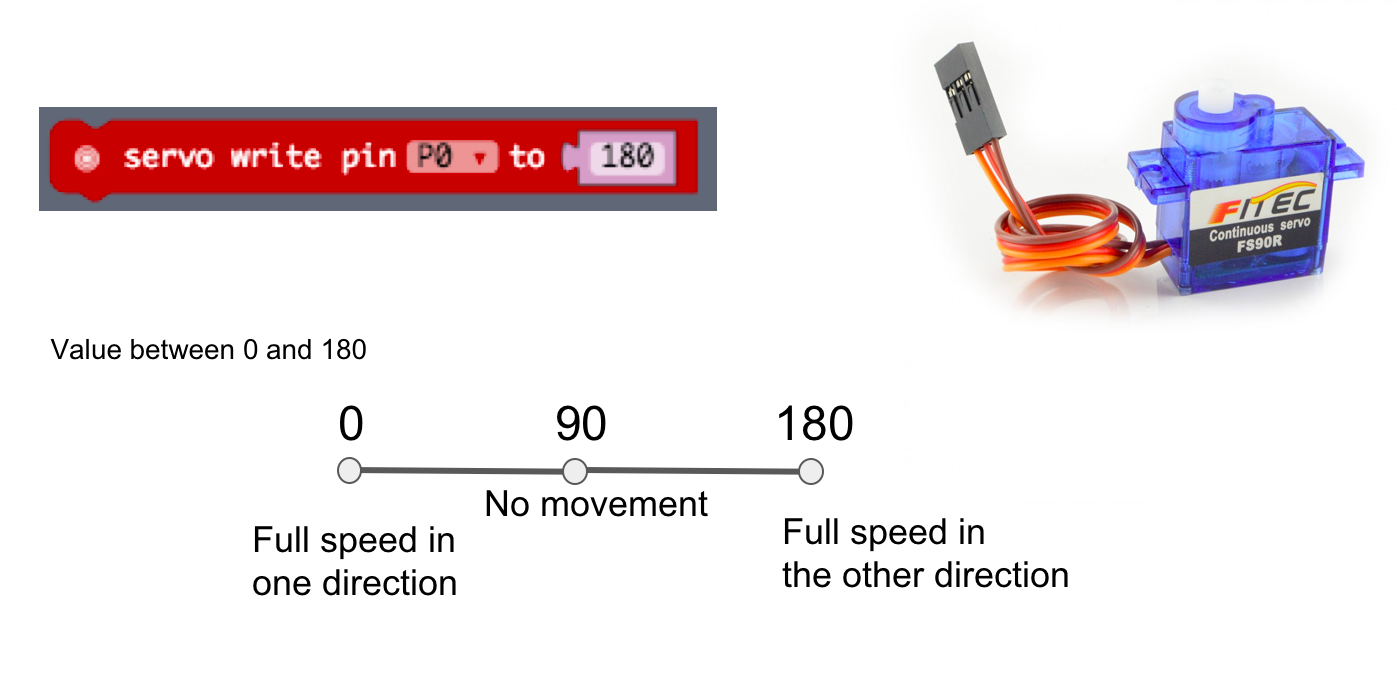 servo write pin P0 to 180
FITEC
Continuous servo
FS90R
Value between 0 and 180
0 90 180
No movement
Full speed in
one direction
Full speed in
the other direction